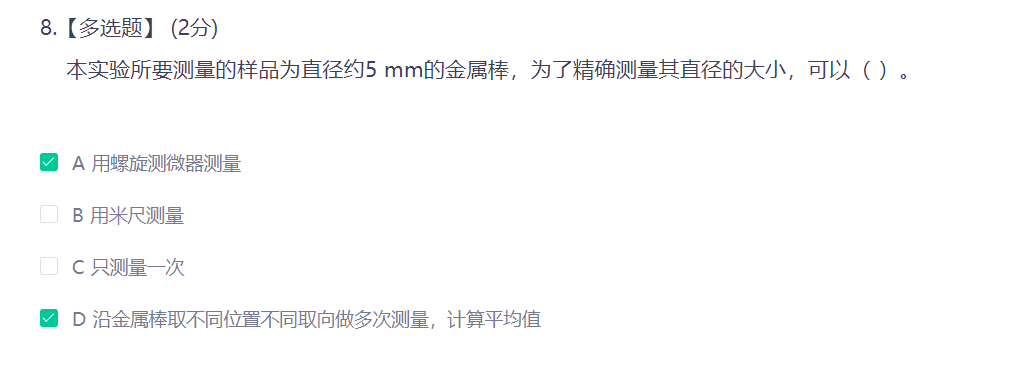 8.【多选题】 (2分)
本实验所要测量的样品为直径约5 mm的金属棒，为了精确测量其直径的大小，可以（ ）。
A 用螺旋测微器测量
B 用米尺测量
C 只测量一次
D 沿金属棒取不同位置不同取向做多次测量，计算平均值